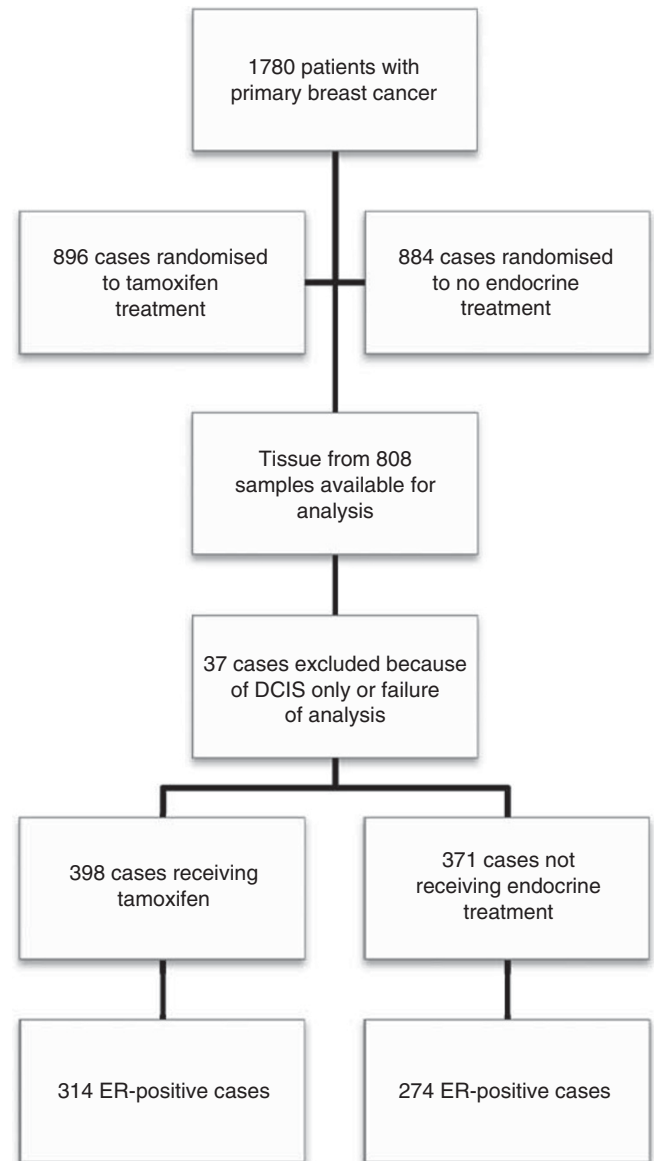 1780 patients with
primary breast cancer
896 cases randomised
to tamoxifen
treatment
884 cases randomised
to no endocrine
treatment
Tissue from 808
samples available for
analysis
37 cases excluded because
of DCIS only or failure
of analysis
398 cases receiving
tamoxifen
371 cases not
receiving endocrine
treatment
314 ER-positive cases
274 ER-positive cases